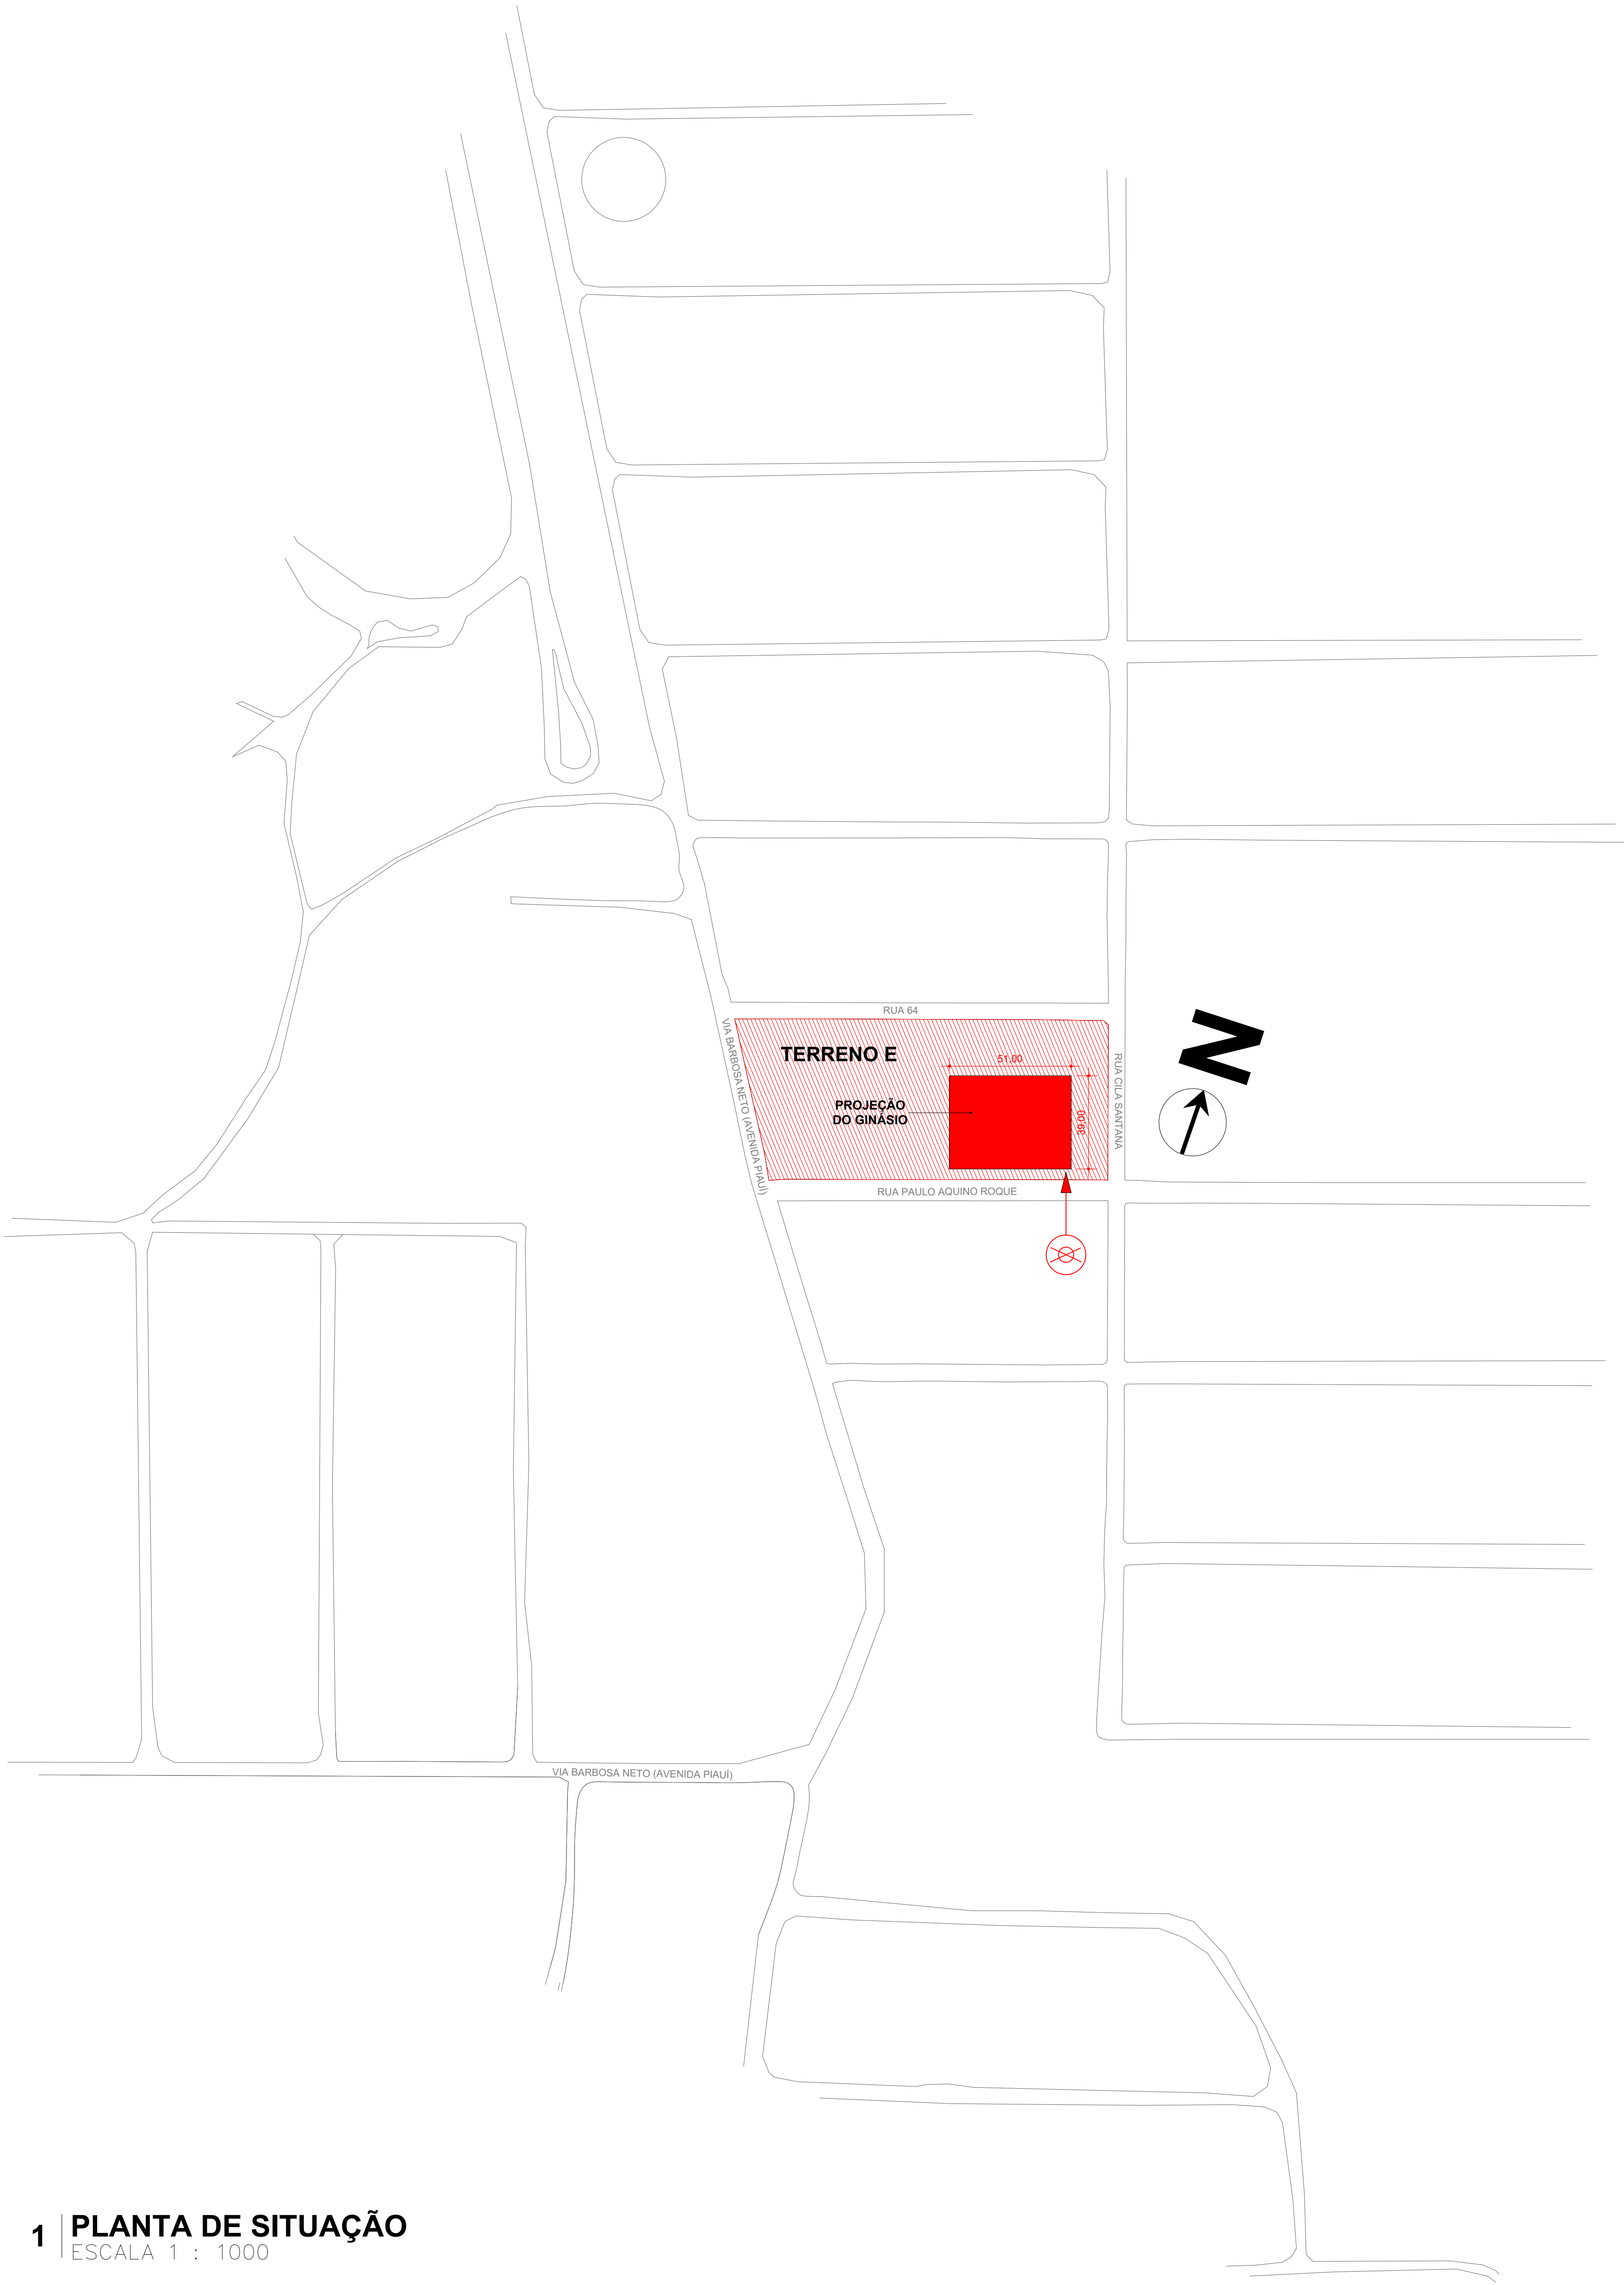 RUA 64
TERRENO E
51,00
PROJEÇÃO
DO GINÁSIO
39,00
VIA BARBOSA NETO (AVENIDA PIAUÍ)
RUA CILA SANTANA
N
RUA PAULO AQUINO ROQUE
VIA BARBOSA NETO (AVENIDA PIAUÍ)
1
PLANTA DE SITUAÇÃO
ESCALA 1 : 1000